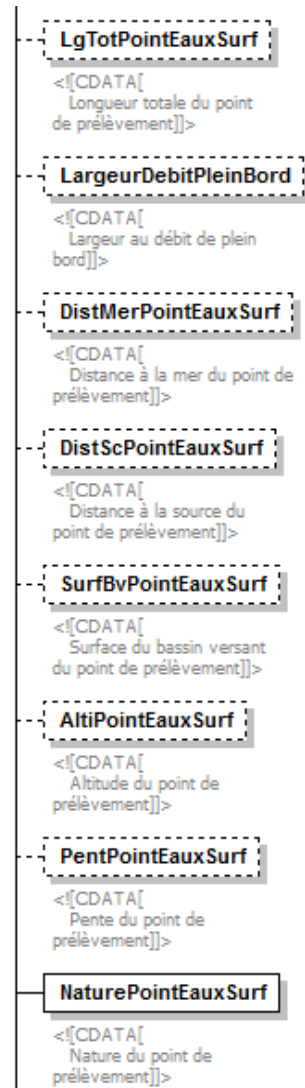 LgTotPointEauxSurf
<![CDATA[
Longueur totale du point
de prélèvement]]>
LargeurDebitPleinBord
<![CDATA[
Largeur au débit de plein
bord]]>
DistMerPointEauxSurf
<![CDATA[
Distance à la mer du point de
prélèvement]]>
DistScPointEauxSurf
<![CDATA[
Distance à la source du
point de prélèvement]]>
SurfBvPointEauxSurf
<![CDATA[
Surface du bassin versant
du point de prélèvement]]>
AltiPointEauxSurf
<![CDATA[
Altitude du point de
prélèvement]]>
PentPointEauxSurf
<![CDATA[
Pente du point de
prélèvement]]>
NaturePointEauxSurf
<![CDATA[
Nature du point de
prélèvement]]>